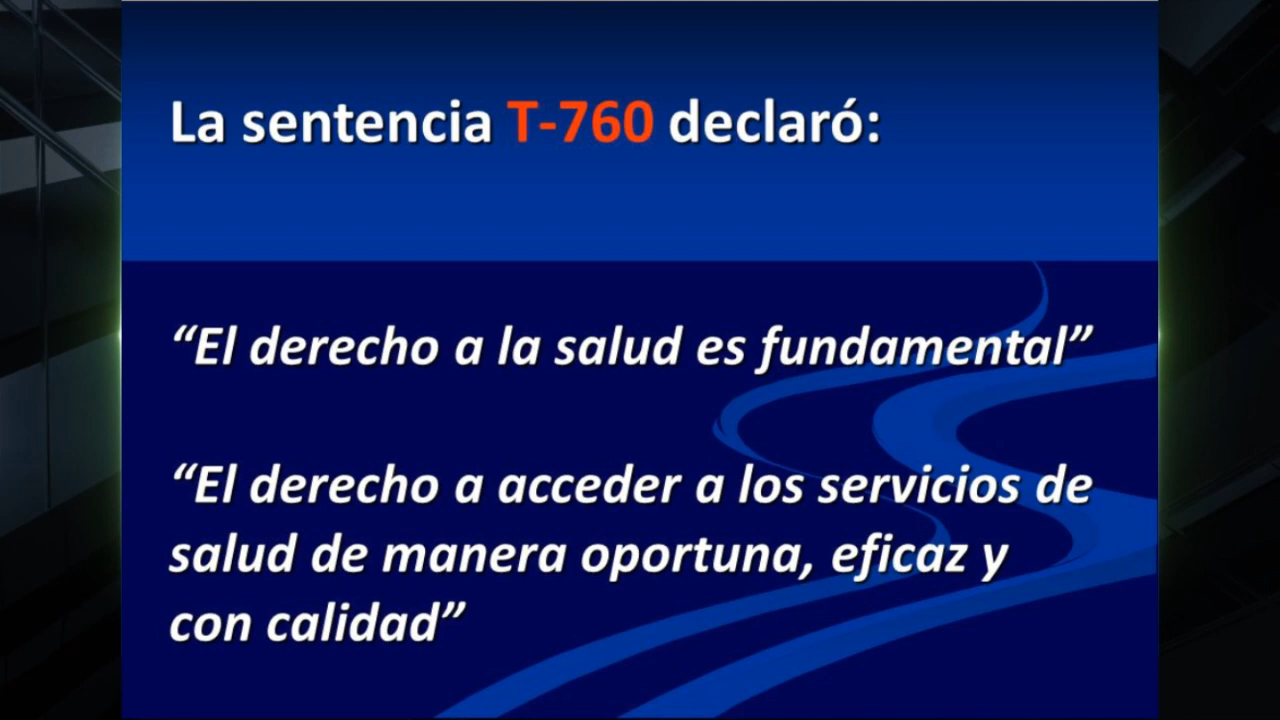 La sentencia T-760 declaró:
“El derecho a la salud es fundamental”
“El derecho a acceder a los servicios de
salud de manera oportuna, eficaz y
con calidad”